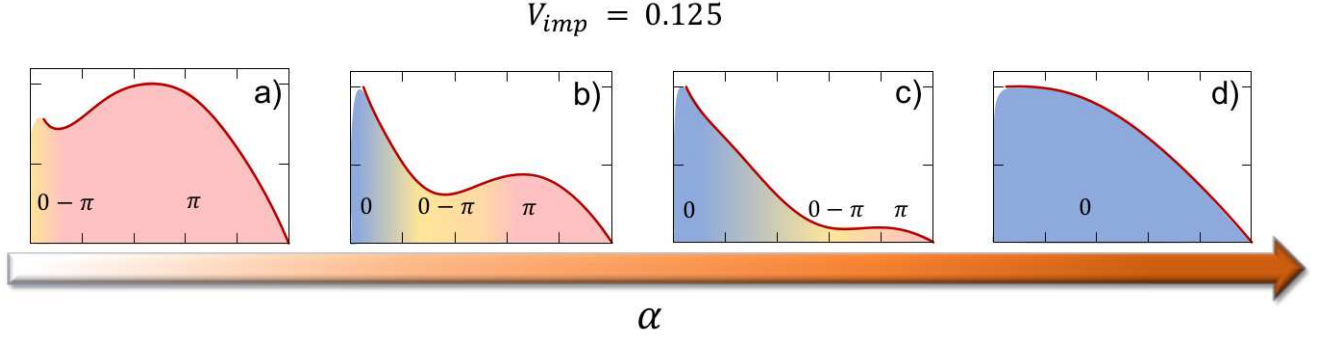 V_imp = 0.125
a) b) c) d)
0 − π π 0 0 − π π 0 0 − π π 0
α